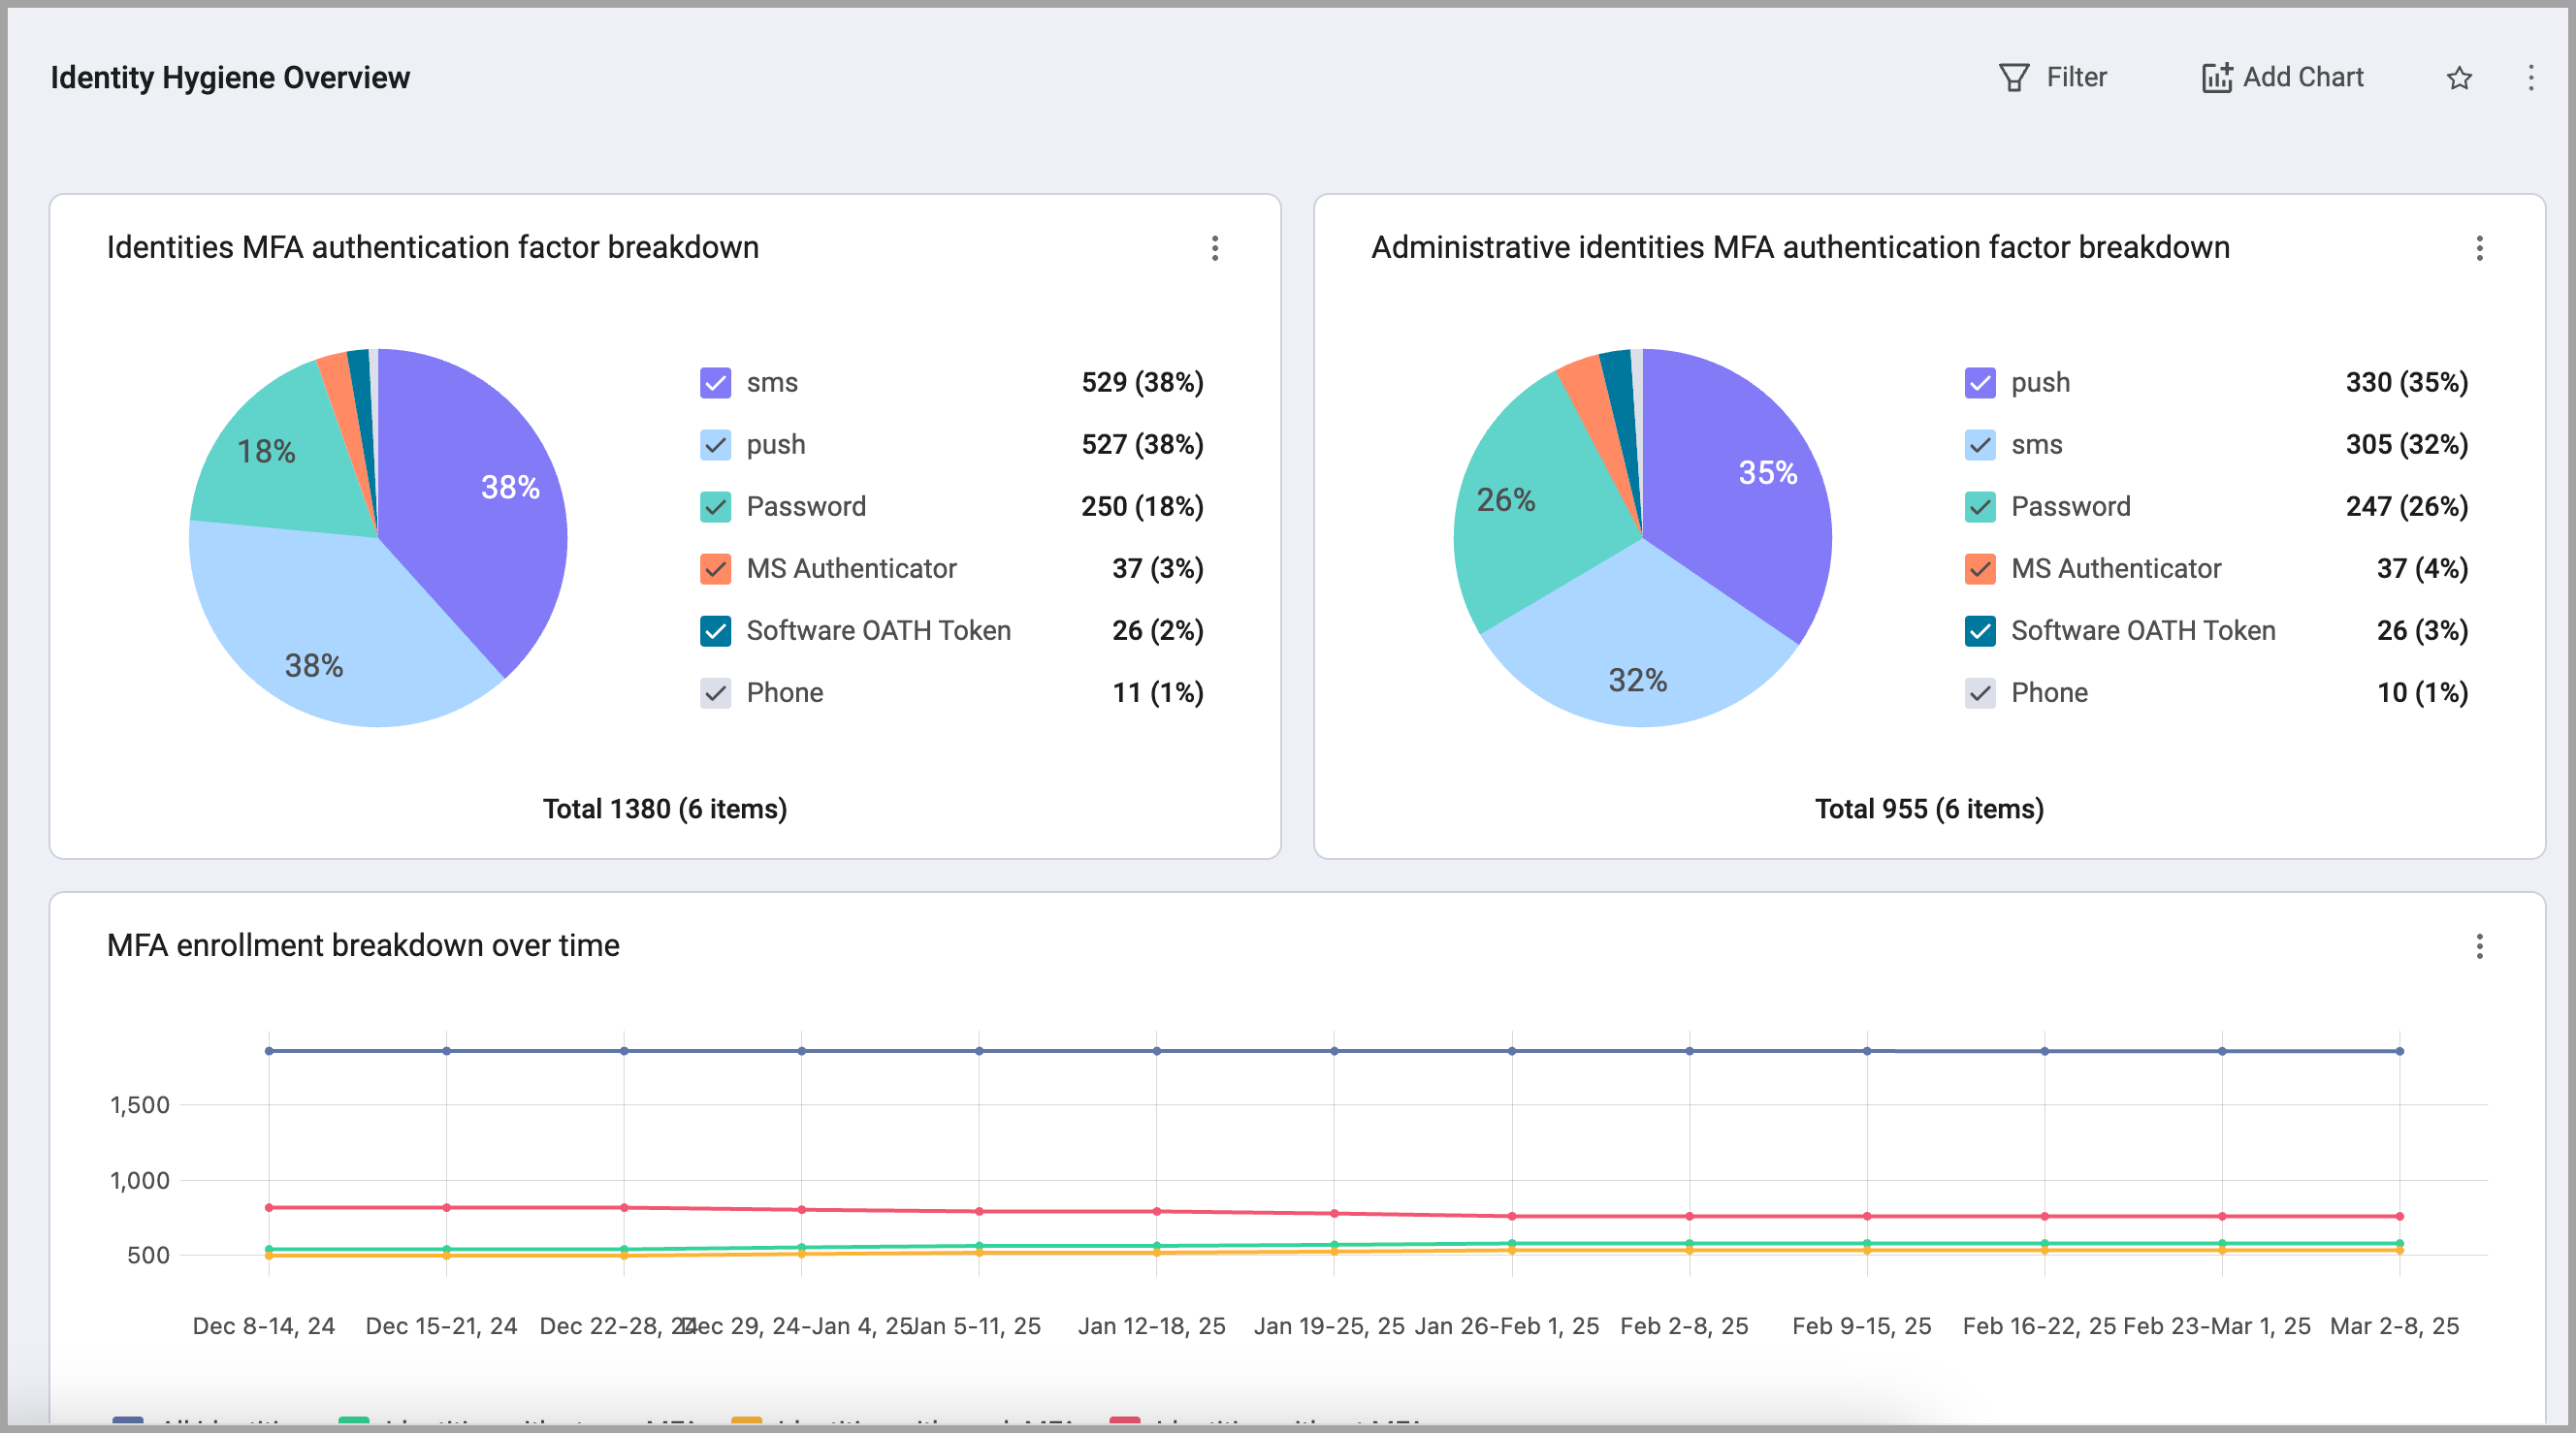 Identity Hygiene Overview
Filter
Add Chart
Identities MFA authentication factor breakdown
38%
38%
18%
sms 529 (38%)
push 527 (38%)
Password 250 (18%)
MS Authenticator 37 (3%)
Software OATH Token 26 (2%)
Phone 11 (1%)
Total 1380 (6 items)
Administrative identities MFA authentication factor breakdown
35%
32%
26%
push 330 (35%)
sms 305 (32%)
Password 247 (26%)
MS Authenticator 37 (4%)
Software OATH Token 26 (3%)
Phone 10 (1%)
Total 955 (6 items)
MFA enrollment breakdown over time
1,500
1,000
500
Dec 8-14, 24 Dec 15-21, 24 Dec 22-28, 24 Dec 29, 24-Jan 4, 25 Jan 5-11, 25 Jan 12-18, 25 Jan 19-25, 25 Jan 26-Feb 1, 25 Feb 2-8, 25 Feb 9-15, 25 Feb 16-22, 25 Feb 23-Mar 1, 25 Mar 2-8, 25